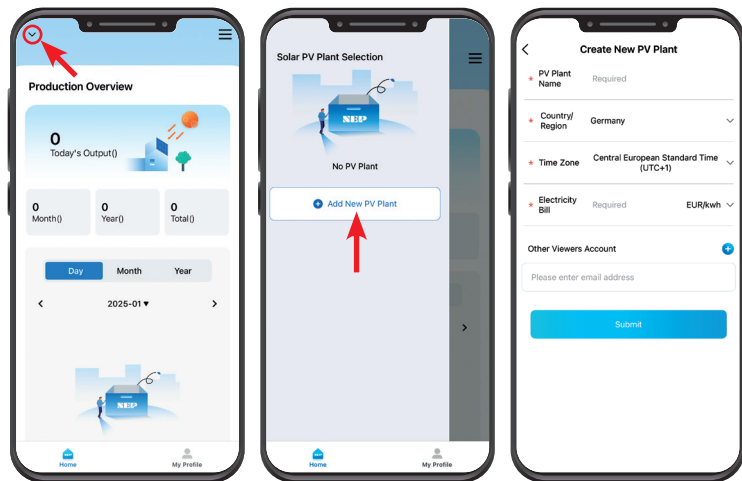 Production Overview
0
Today's Output()
0
Month()
0
Year()
0
Total()
Day Month Year
< 2025-01 ▼ >
NEP
Home My Profile
Solar PV Plant Selection
NEP
No PV Plant
+ Add New PV Plant
>
Home My Profile
< Create New PV Plant
* PV Plant
Name
Required
* Country/
Region
Germany
* Time Zone
Central European Standard Time
(UTC+1)
* Electricity
Bill
Required EUR/kwh
Other Viewers Account
Please enter email address
Submit